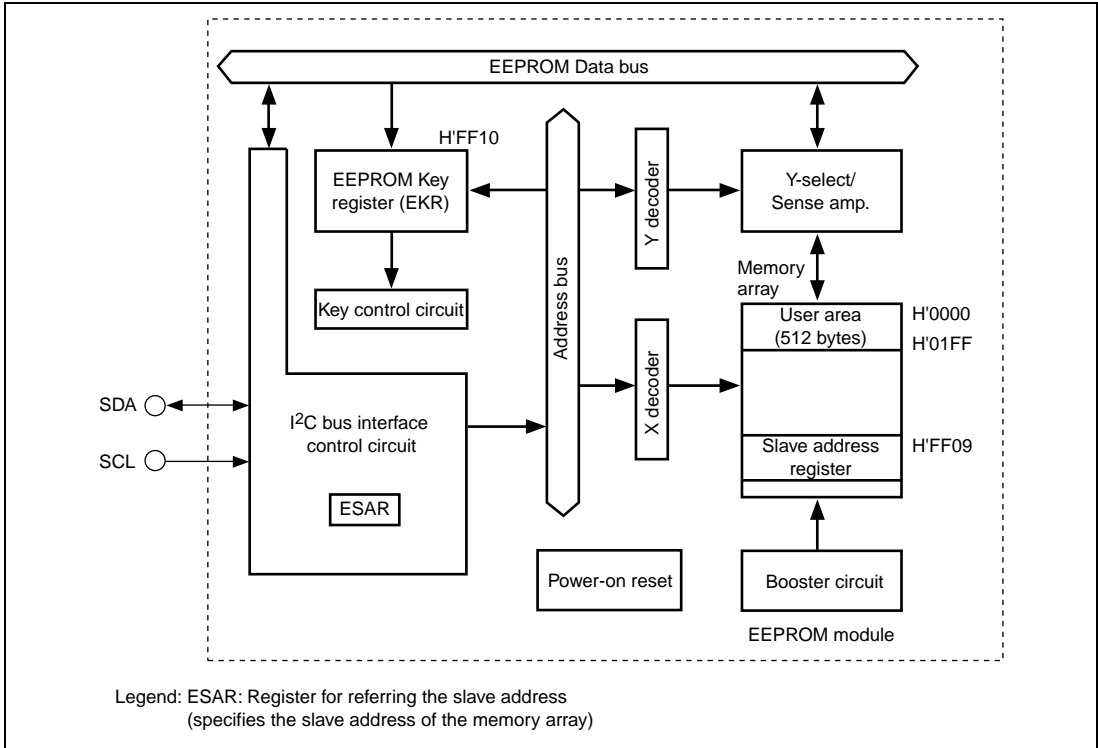 EEPROM Data bus
H'FF10
EEPROM Key
register (EKR)
Y decoder
Y-select/
Sense amp.
Key control circuit
Address bus
Memory
array
User area
(512 bytes)
H'0000
H'01FF
SDA
SCL
I2C bus interface
control circuit
X decoder
Slave address
register
H'FF09
ESAR
Power-on reset
Booster circuit
EEPROM module
Legend: ESAR: Register for referring the slave address
(specifies the slave address of the memory array)